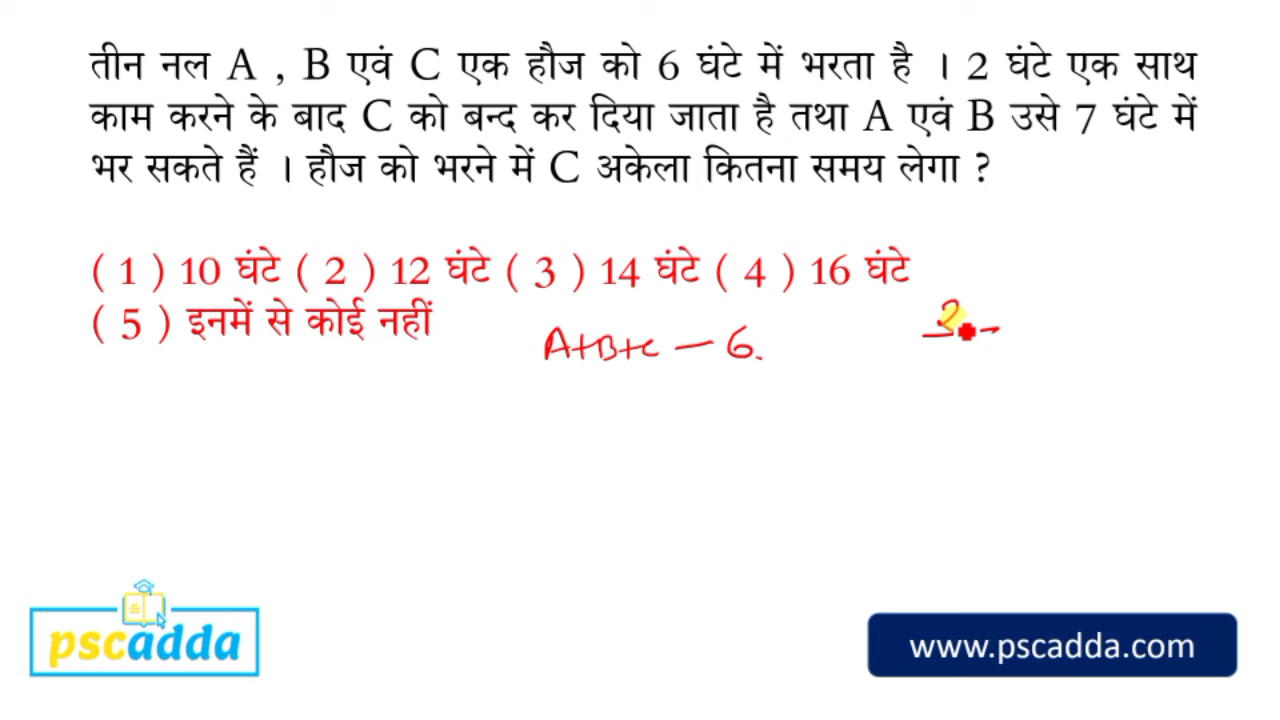 तीन नल A , B एवं C एक हौज को 6 घंटे में भरता है । 2 घंटे एक साथ
काम करने के बाद C को बन्द कर दिया जाता है तथा A एवं B उसे 7 घंटे में
भर सकते हैं । हौज को भरने में C अकेला कितना समय लेगा ?
( 1 ) 10 घंटे ( 2 ) 12 घंटे ( 3 ) 14 घंटे ( 4 ) 16 घंटे
( 5 ) इनमें से कोई नहीं
A+B+C — 6.
pscadda
www.pscadda.com